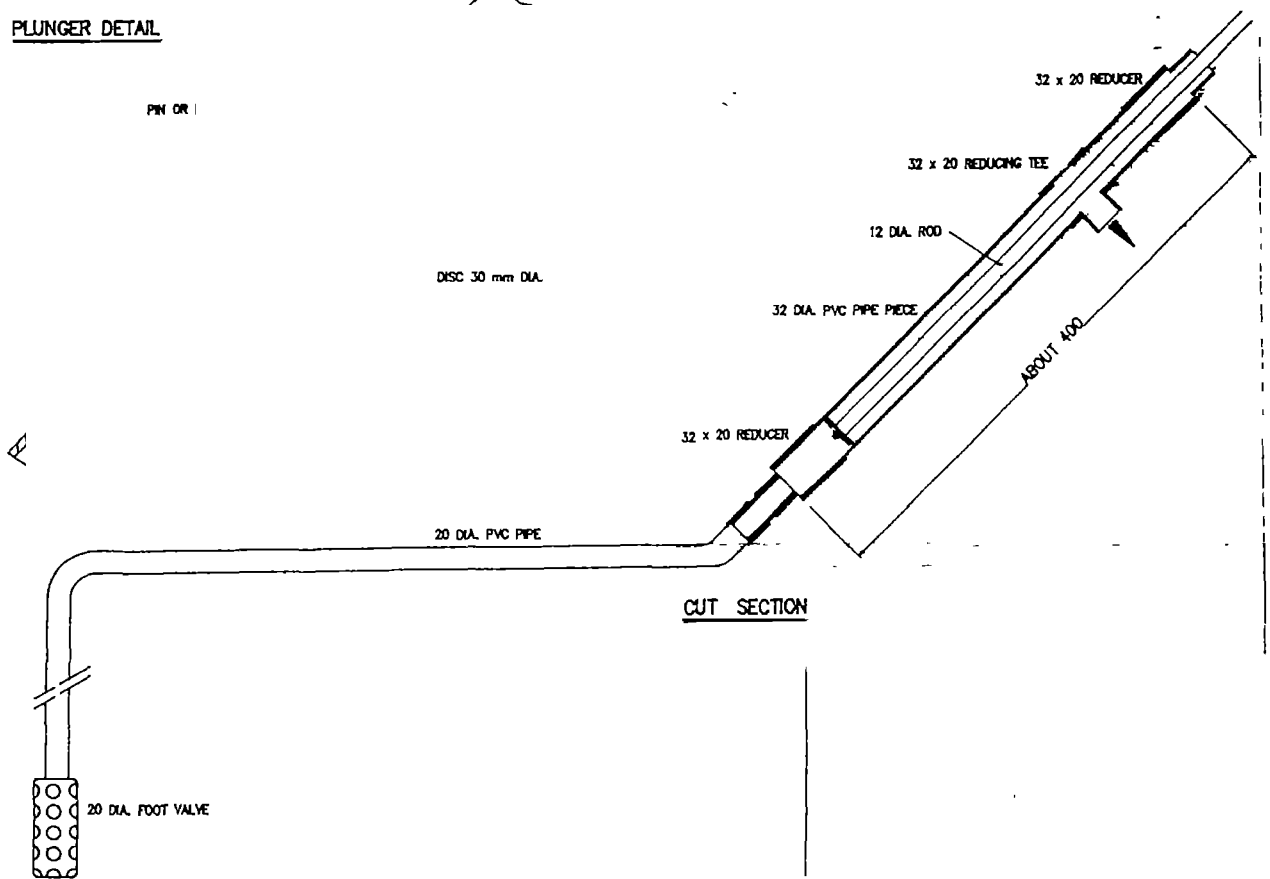 PLUNGER DETAIL
PIN OR
32 x 20 REDUCER
32 x 20 REDUCING TEE
12 DIA. ROD
DISC 30 mm DIA.
32 DIA. PVC PIPE PIECE
ABOUT 400
32 x 20 REDUCER
20 DIA. PVC PIPE
CUT SECTION
20 DIA. FOOT VALVE